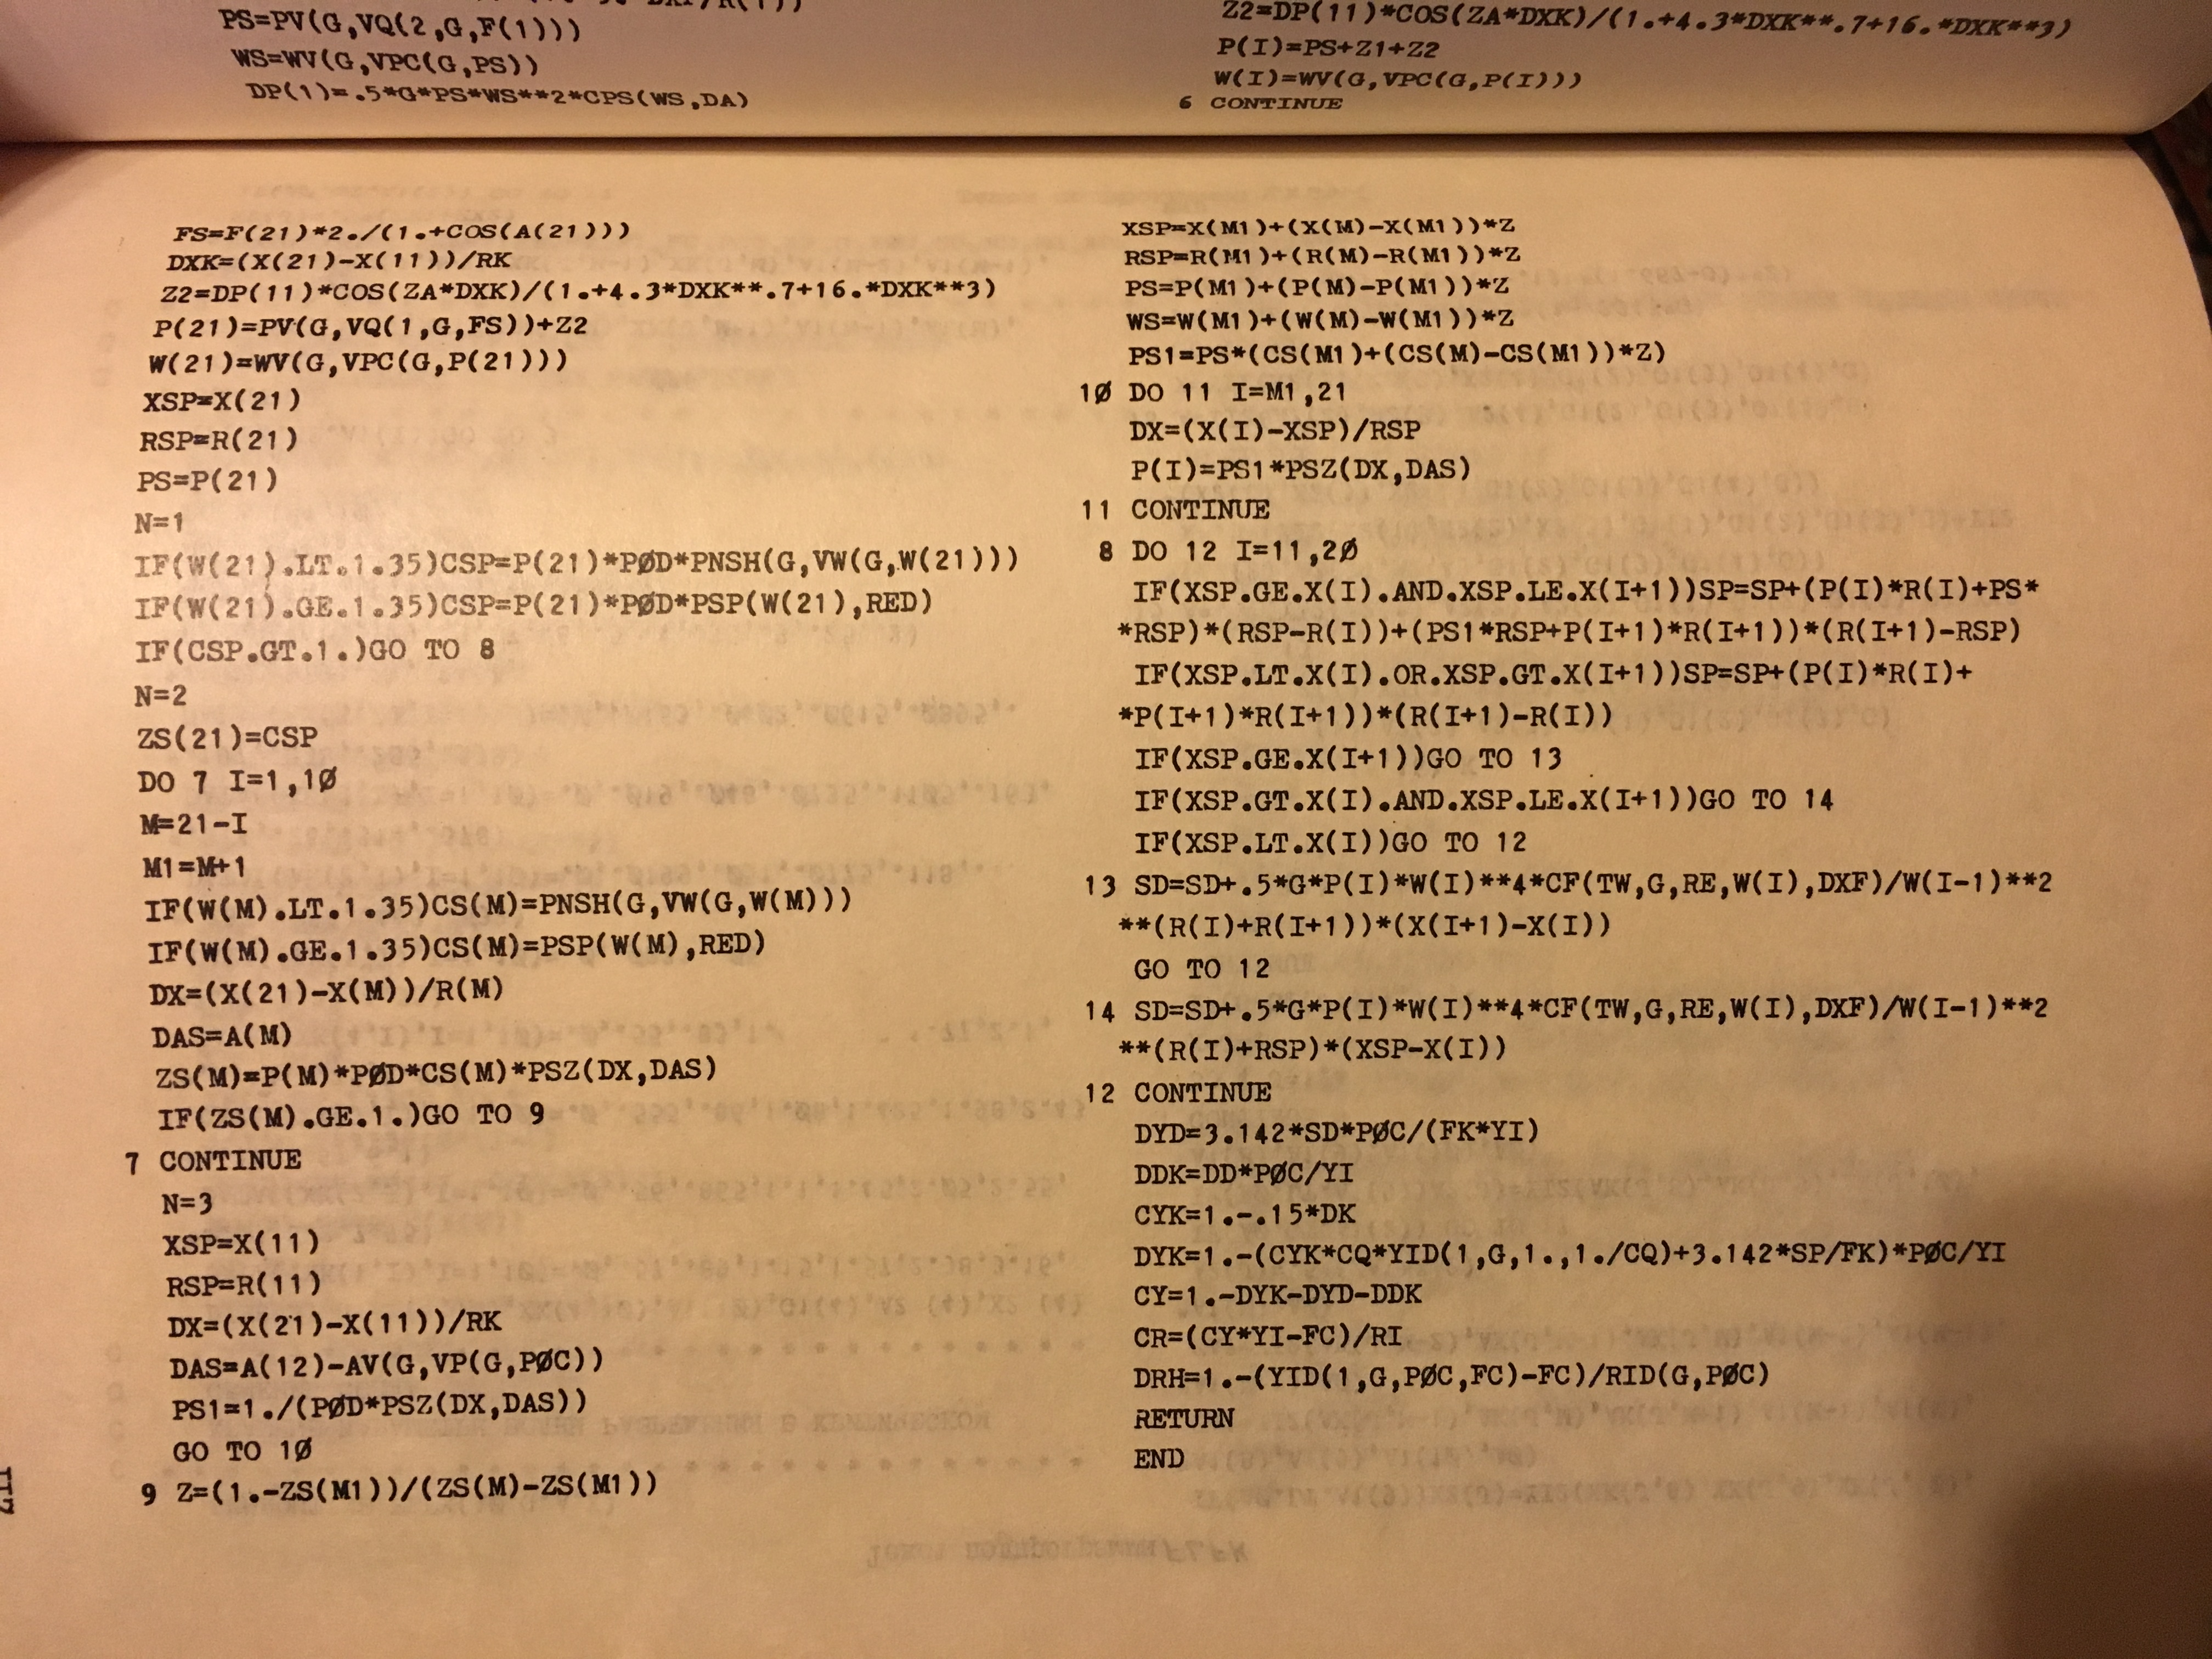 PS=PV(G,VQ(2,G,F(1)))
WS=WV(G,VPC(G,PS))
DP(1)=.5*G*PS*WS**2*CPS(WS,DA)
Z2=DP(11)*COS(ZA*DXK)/(1.+4.3*DXK**.7+16.*DXK**3)
P(I)=PS+Z1+Z2
W(I)=WV(G,VPC(G,P(I)))
6 CONTINUE
FS=F(21)*2./(1.+COS(A(21)))
DXK=(X(21)-X(11))/RK
Z2=DP(11)*COS(ZA*DXK)/(1.+4.3*DXK**.7+16.*DXK**3)
P(21)=PV(G,VQ(1,G,FS))+Z2
W(21)=WV(G,VPC(G,P(21)))
XSP=X(21)
RSP=R(21)
PS=P(21)
N=1
IF(W(21).LT.1.35)CSP=P(21)*PØD*PNSH(G,VW(G,W(21)))
IF(W(21).GE.1.35)CSP=P(21)*PØD*PSP(W(21),RED)
IF(CSP.GT.1.)GO TO 8
N=2
ZS(21)=CSP
DO 7 I=1,1Ø
M=21-I
M1=M+1
IF(W(M).LT.1.35)CS(M)=PNSH(G,VW(G,W(M)))
IF(W(M).GE.1.35)CS(M)=PSP(W(M),RED)
DX=(X(21)-X(M))/R(M)
DAS=A(M)
ZS(M)=P(M)*PØD*CS(M)*PSZ(DX,DAS)
IF(ZS(M).GE.1.)GO TO 9
7 CONTINUE
N=3
XSP=X(11)
RSP=R(11)
DX=(X(21)-X(11))/RK
DAS=A(12)-AV(G,VP(G,PØC))
PS1=1./(PØD*PSZ(DX,DAS))
GO TO 1Ø
9 Z=(1.-ZS(M1))/(ZS(M)-ZS(M1))
XSP=X(M1)+(X(M)-X(M1))*Z
RSP=R(M1)+(R(M)-R(M1))*Z
PS=P(M1)+(P(M)-P(M1))*Z
WS=W(M1)+(W(M)-W(M1))*Z
PS1=PS*(CS(M1)+(CS(M)-CS(M1))*Z)
1Ø DO 11 I=M1,21
DX=(X(I)-XSP)/RSP
P(I)=PS1*PSZ(DX,DAS)
11 CONTINUE
8 DO 12 I=11,2Ø
IF(XSP.GE.X(I).AND.XSP.LE.X(I+1))SP=SP+(P(I)*R(I)+PS*
*RSP)*(RSP-R(I))+(PS1*RSP+P(I+1)*R(I+1))*(R(I+1)-RSP)
IF(XSP.LT.X(I).OR.XSP.GT.X(I+1))SP=SP+(P(I)*R(I)+
*P(I+1)*R(I+1))*(R(I+1)-R(I))
IF(XSP.GE.X(I+1))GO TO 13
IF(XSP.GT.X(I).AND.XSP.LE.X(I+1))GO TO 14
IF(XSP.LT.X(I))GO TO 12
13 SD=SD+.5*G*P(I)*W(I)**4*CF(TW,G,RE,W(I),DXF)/W(I-1)**2
**(R(I)+R(I+1))*(X(I+1)-X(I))
GO TO 12
14 SD=SD+.5*G*P(I)*W(I)**4*CF(TW,G,RE,W(I),DXF)/W(I-1)**2
**(R(I)+RSP)*(XSP-X(I))
12 CONTINUE
DYD=3.142*SD*PØC/(FK*YI)
DDK=DD*PØC/YI
CYK=1.-.15*DK
DYK=1.-(CYK*CQ*YID(1,G,1.,1./CQ)+3.142*SP/FK)*PØC/YI
CY=1.-DYK-DYD-DDK
CR=(CY*YI-FC)/RI
DRH=1.-(YID(1,G,PØC,FC)-FC)/RID(G,PØC)
RETURN
END